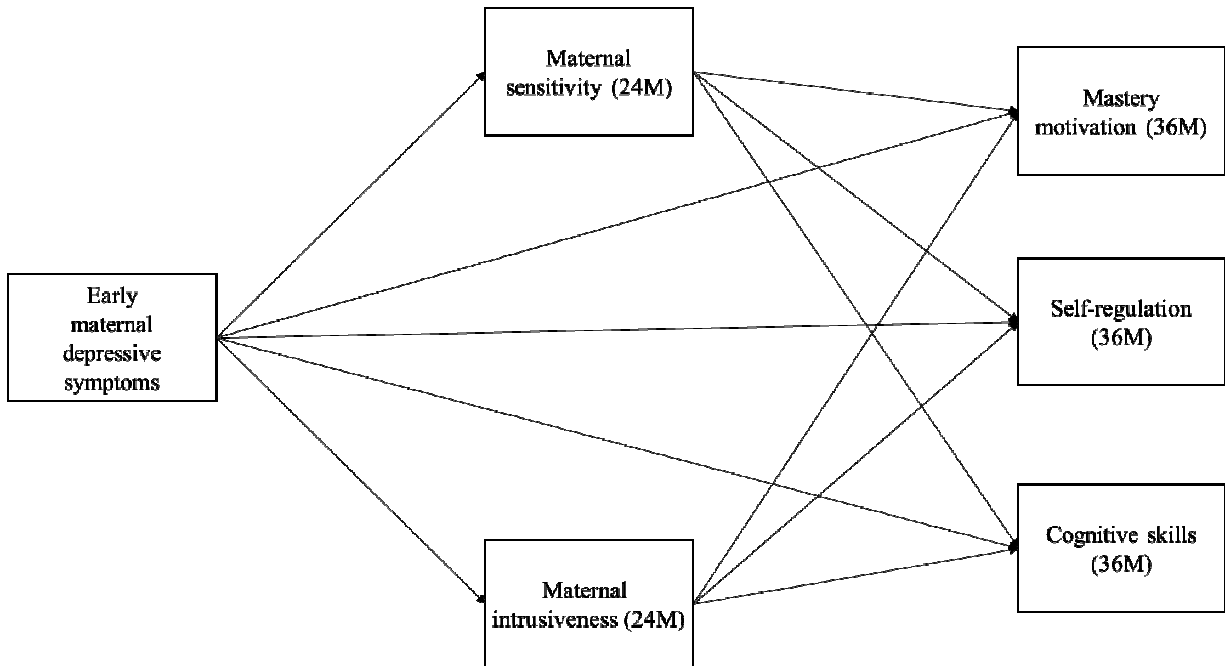 Maternal
sensitivity (24M)
Mastery
motivation (36M)
Early
maternal
depressive
symptoms
Self-regulation
(36M)
Cognitive skills
(36M)
Maternal
intrusiveness (24M)